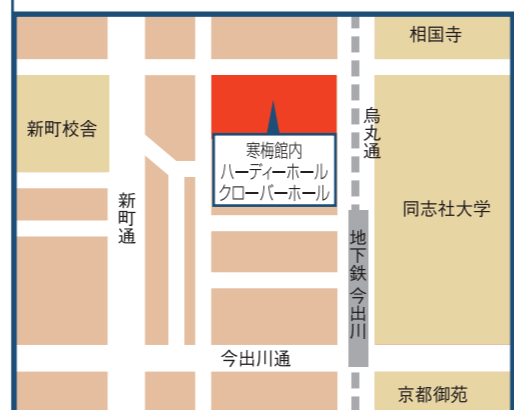 相国寺
新町校舎
烏丸通
寒梅館内
ハーディーホール
クローバーホール
新町通
同志社大学
地下鉄 今出川
今出川通
京都御苑